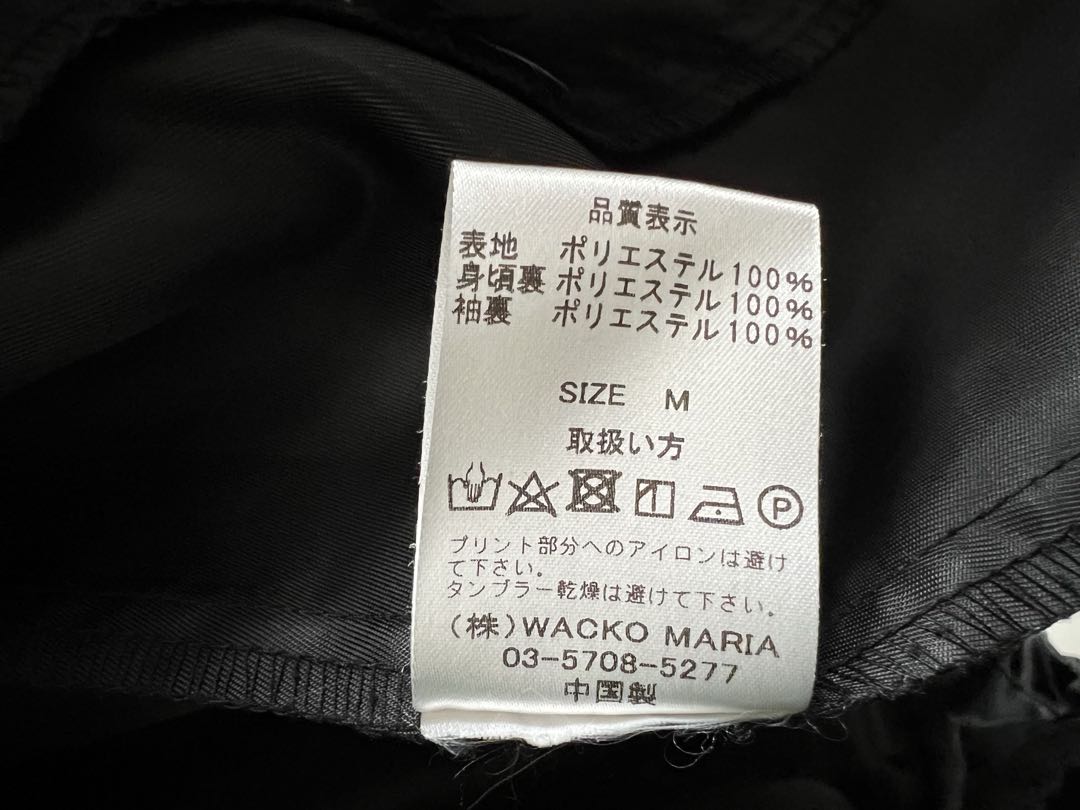 品質表示
表地 ポリエステル100%
身頃裏 ポリエステル100%
袖裏 ポリエステル100%
SIZE M
取扱い方
P
プリント部分へのアイロンは避け
て下さい。
タンブラー乾燥は避けて下さい。
(株)WACKO MARIA
03-5708-5277
中国製